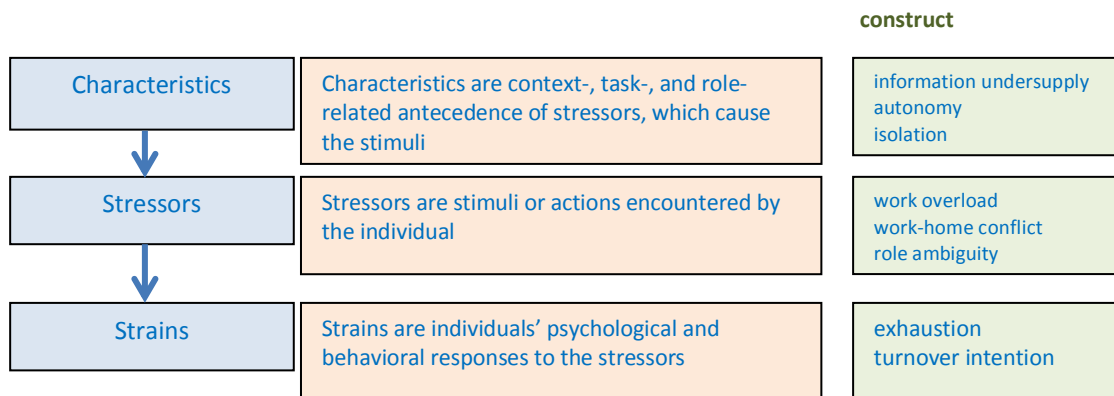 construct
Characteristics
Characteristics are context-, task-, and role-
related antecedence of stressors, which cause
the stimuli
information undersupply
autonomy
isolation
Stressors
Stressors are stimuli or actions encountered by
the individual
work overload
work-home conflict
role ambiguity
Strains
Strains are individuals’ psychological and
behavioral responses to the stressors
exhaustion
turnover intention